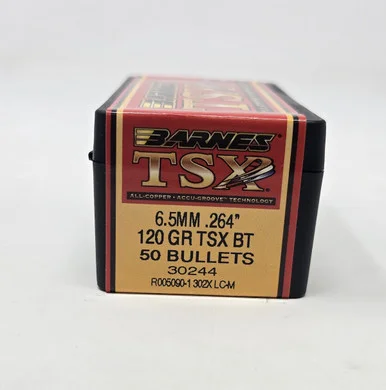 BARNES
TSX
ALL-COPPER • ACCU-GROOVE™ TECHNOLOGY
6.5MM .264"
120 GR TSX BT
50 BULLETS
30244
R005090-1 302X LC-M